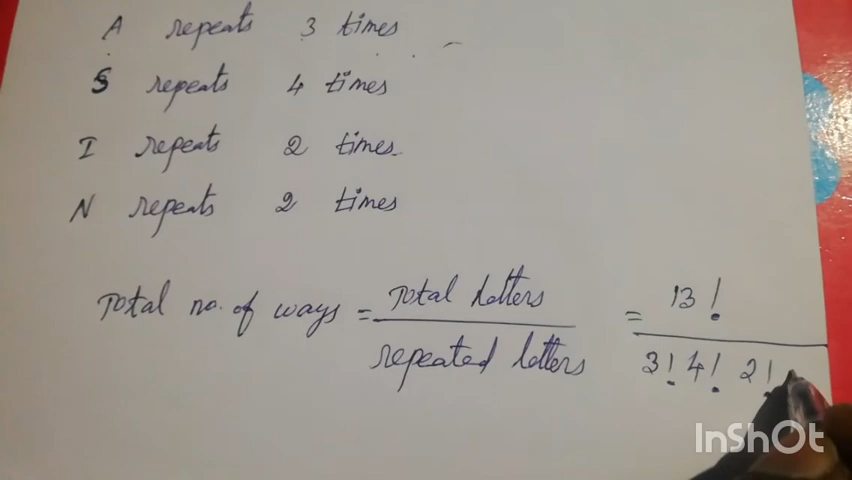 A repeats 3 times
S repeats 4 times
I repeats 2 times.
N repeats 2 times
Total no. of ways = Total letters / repeated letters = 13! / 3! 4! 2!
InShOt